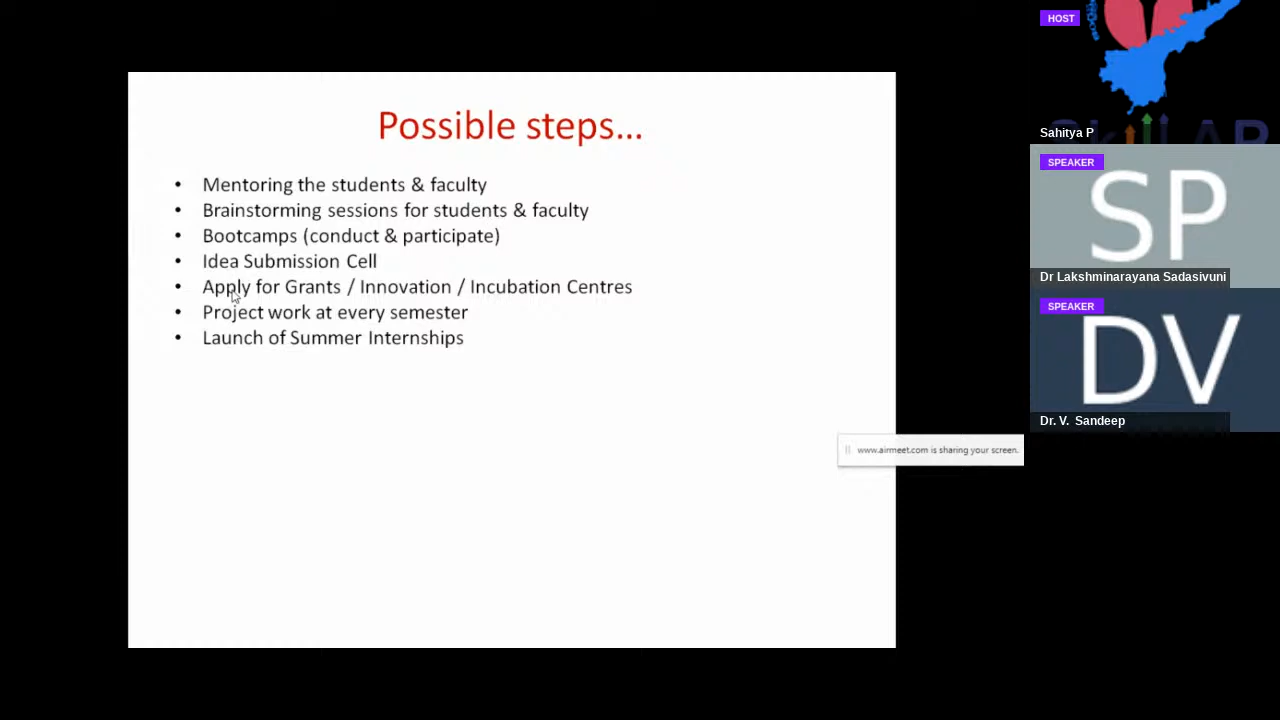 Possible steps...
• Mentoring the students & faculty
• Brainstorming sessions for students & faculty
• Bootcamps (conduct & participate)
• Idea Submission Cell
• Apply for Grants / Innovation / Incubation Centres
• Project work at every semester
• Launch of Summer Internships
www.airmeet.com is sharing your screen.
HOST
Sahitya P
SPEAKER
SP
Dr Lakshminarayana Sadasivuni
SPEAKER
DV
Dr. V. Sandeep